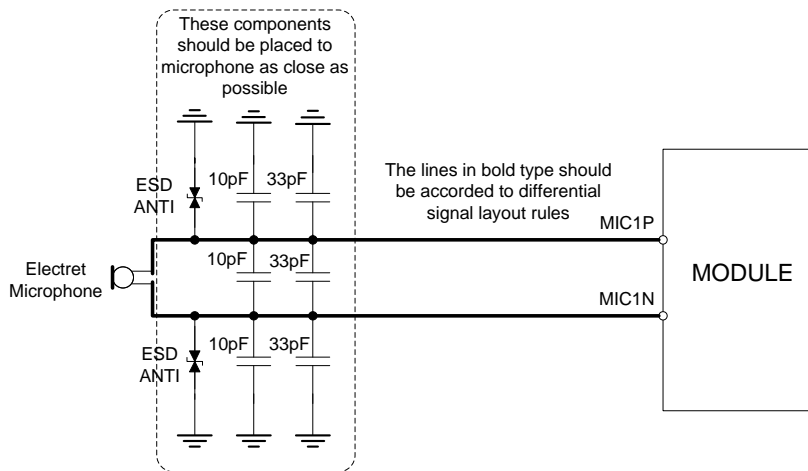 These components
should be placed to
microphone as close as
possible
10pF 33pF
ESD
ANTI
The lines in bold type should
be accorded to differential
signal layout rules
MIC1P
Electret
Microphone
10pF 33pF
MODULE
MIC1N
ESD
ANTI
10pF 33pF